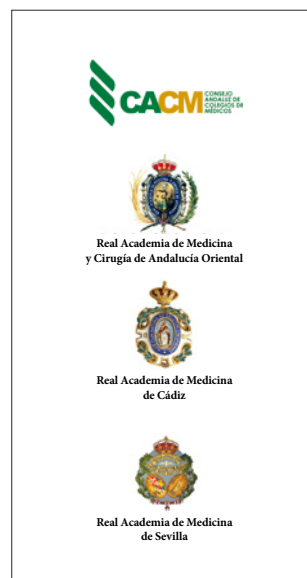 CACM
CONSEJO
ANDALUZ DE
COLEGIOS DE
MÉDICOS
Real Academia de Medicina
y Cirugía de Andalucía Oriental
Real Academia de Medicina
de Cádiz
Real Academia de Medicina
de Sevilla